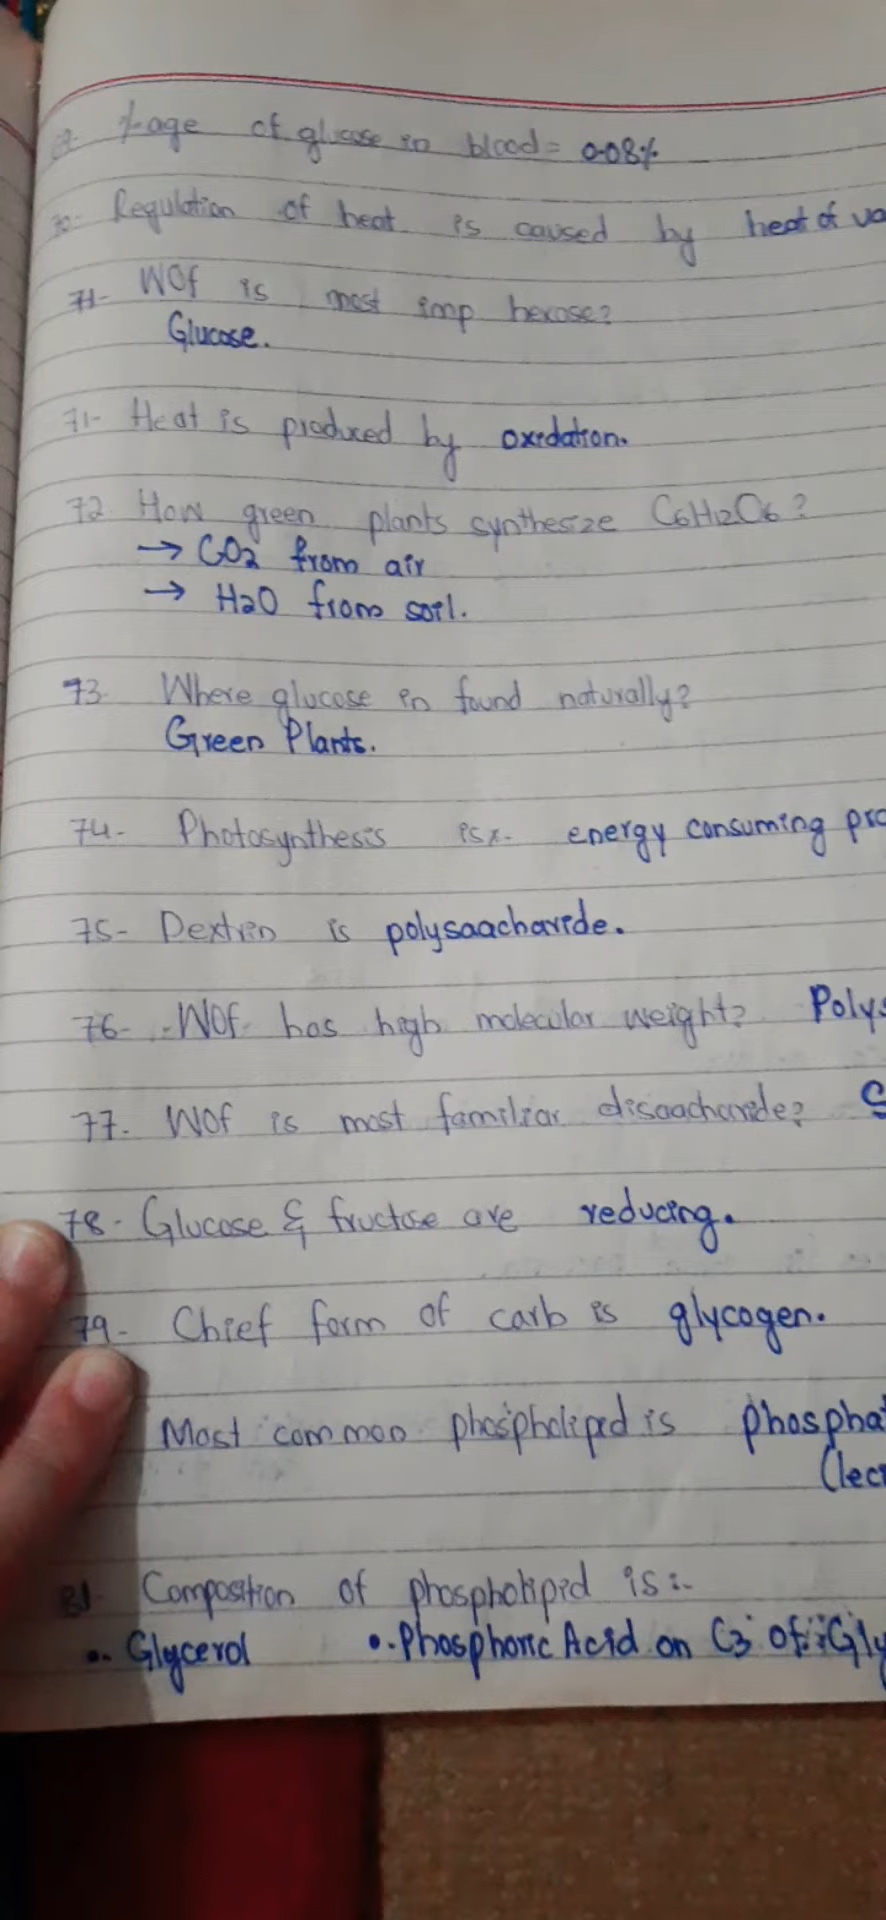 %age of glucose in blood = 0.08%
Regulation of heat is caused by heat of va
71- WOf is most imp hexose?
Glucose.
71- Heat is produced by oxidation.
72 How green plants synthesize C6H12O6?
→ CO2 from air
→ H2O from soil.
73. Where glucose in found naturally?
Green Plants.
74- Photosynthesis is:- energy consuming pro
75- Dextrin is polysaacharide.
76- WOf has high molecular weight? Polys
77. WOf is most familiar disaacharide? S
78- Glucose & fructose are reducing.
79- Chief form of carb is glycogen.
Most common phospholipid is phospha
(leci
81- Composition of phospholipid is:-
•. Glycerol •. Phosphoric Acid on C3 of Gly